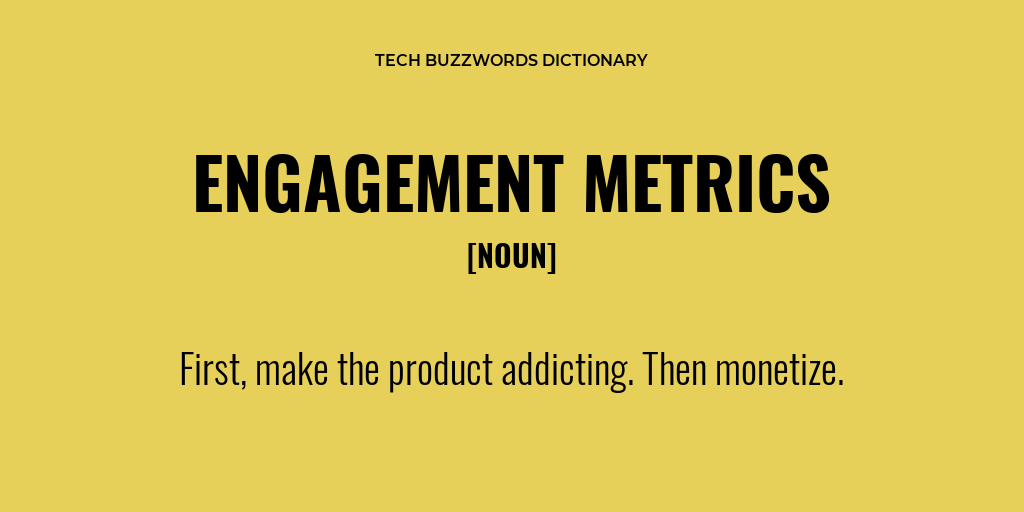 TECH BUZZWORDS DICTIONARY
ENGAGEMENT METRICS
[NOUN]
First, make the product addicting. Then monetize.